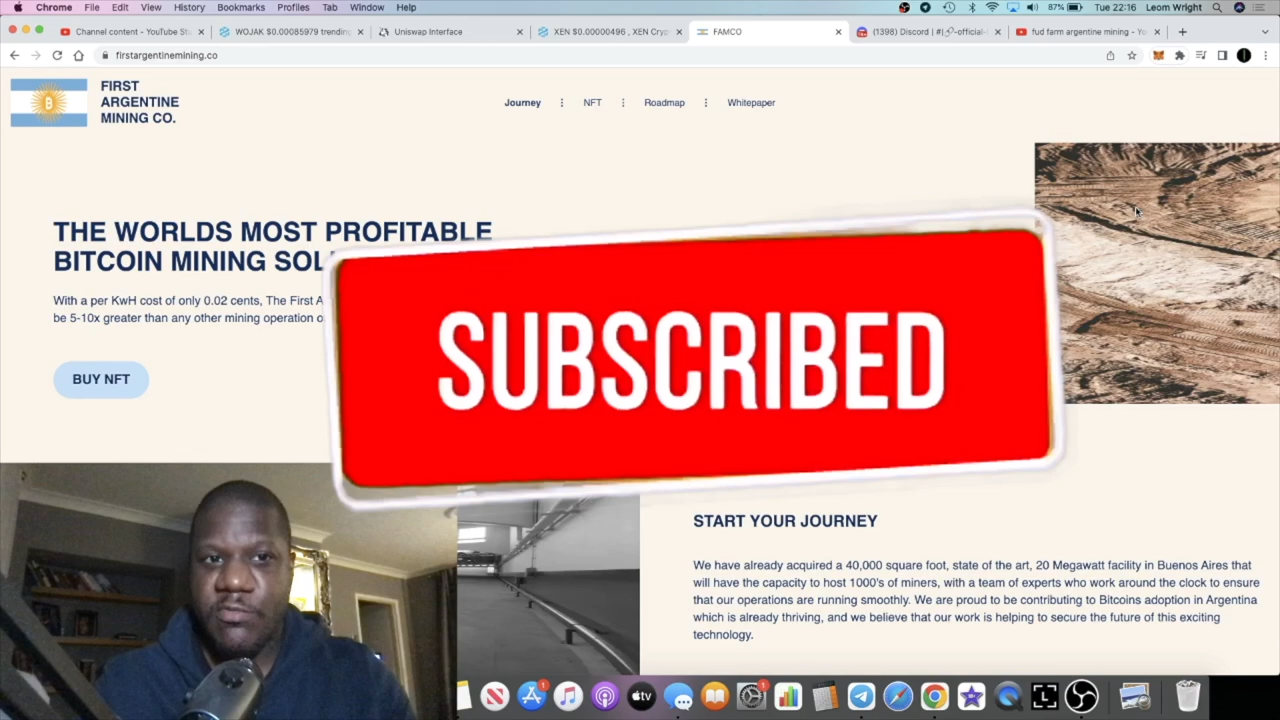 Chrome File Edit View History Bookmarks Profiles Tab Window Help
87% Tue 22:16 Leom Wright
Channel content - YouTube St
WOJAK $0.00085979 trending
Uniswap Interface
XEN $0.00000496 , XEN Cryp
FAMCO
(1398) Discord | #
-official-
fud farm argentine mining - Yo
firstargentinemining.co
FIRST
ARGENTINE
MINING CO.
Journey NFT Roadmap Whitepaper
THE WORLDS MOST PROFITABLE
BITCOIN MINING SOL
With a per KwH cost of only 0.02 cents, The First A
be 5-10x greater than any other mining operation o
BUY NFT
SUBSCRIBED
START YOUR JOURNEY
We have already acquired a 40,000 square foot, state of the art, 20 Megawatt facility in Buenos Aires that
will have the capacity to host 1000's of miners, with a team of experts who work around the clock to ensure
that our operations are running smoothly. We are proud to be contributing to Bitcoins adoption in Argentina
which is already thriving, and we believe that our work is helping to secure the future of this exciting
technology.
tv